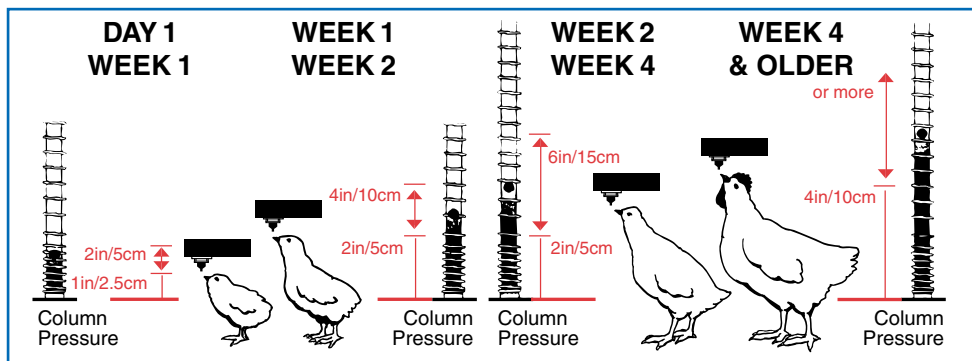 DAY 1
WEEK 1
WEEK 1
WEEK 2
WEEK 2
WEEK 4
WEEK 4
& OLDER
or more
6in/15cm
4in/10cm
4in/10cm
2in/5cm
2in/5cm
2in/5cm
1in/2.5cm
Column
Pressure
Column
Pressure
Column
Pressure
Column
Pressure